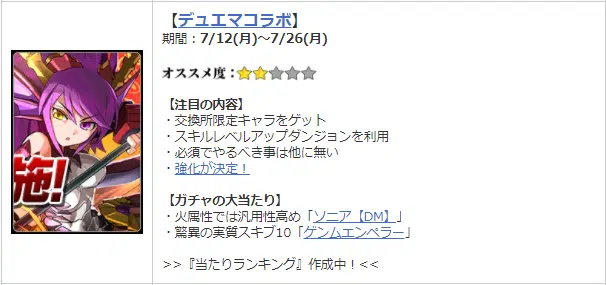 【デュエマコラボ】
期間：7/12(月)～7/26(月)
オススメ度：★★★★★
【注目の内容】
・交換所限定キャラをゲット
・スキルレベルアップダンジョンを利用
・必須でやるべき事は他に無い
・強化が決定！
施!
【ガチャの大当たり】
・火属性では汎用性高め「ソニア【DM】」
・驚異の実質スキブ10「ゲンムエンペラー」
>>『当たりランキング』作成中！<<